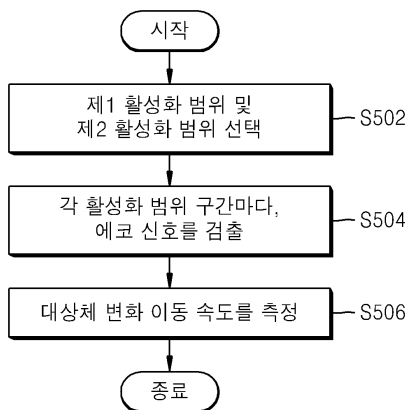 시작
제1 활성화 범위 및
제2 활성화 범위 선택
S502
각 활성화 범위 구간마다,
에코 신호를 검출
S504
대상체 변화 이동 속도를 측정
S506
종료